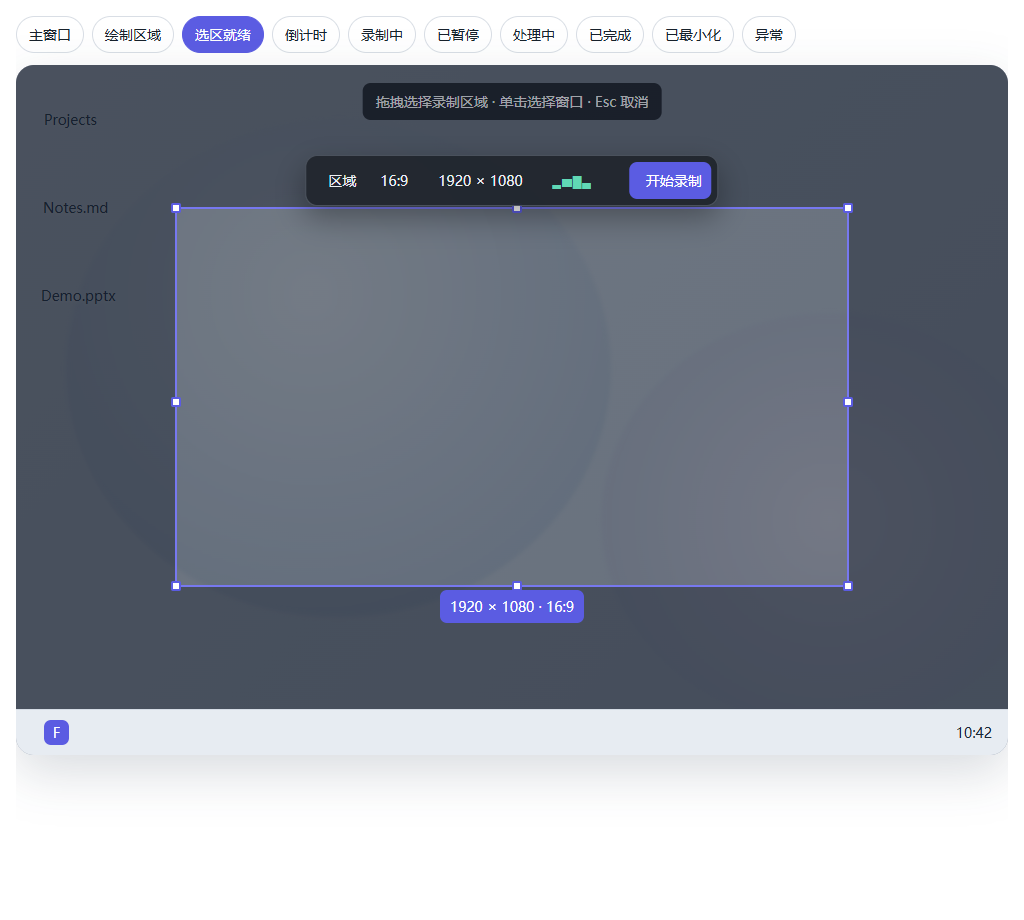 主窗口 绘制区域 选区就绪 倒计时 录制中 已暂停 处理中 已完成 已最小化 异常
拖拽选择录制区域 · 单击选择窗口 · Esc 取消
Projects
区域 16:9 1920 × 1080 开始录制
Notes.md
Demo.pptx
1920 × 1080 · 16:9
F 10:42